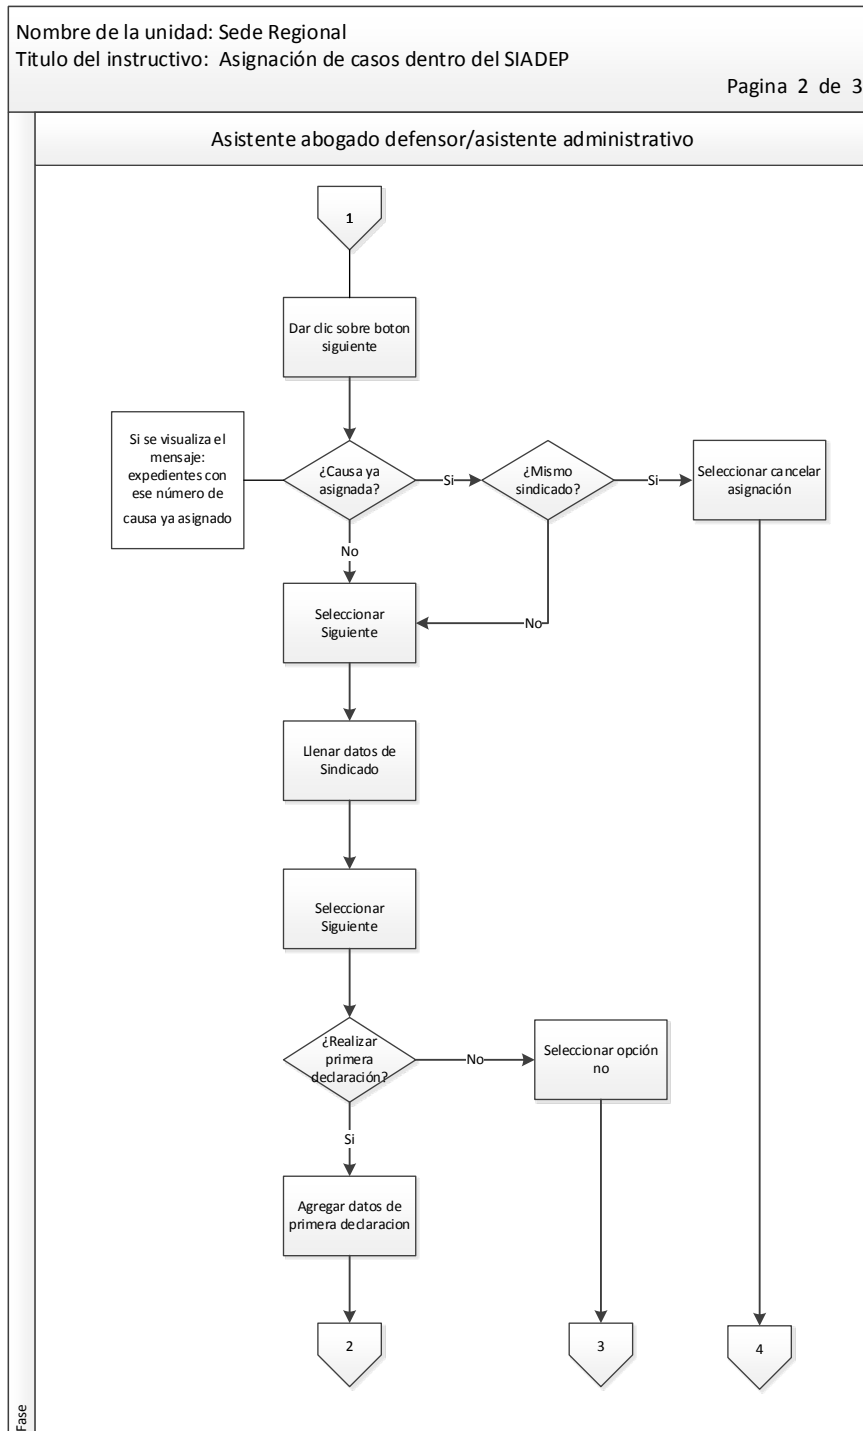 Nombre de la unidad: Sede Regional
Titulo del instructivo: Asignación de casos dentro del SIADEP
Pagina 2 de 3
Asistente abogado defensor/asistente administrativo
1
Dar clic sobre boton
siguiente
Si se visualiza el
mensaje:
expedientes con
ese número de
causa ya asignado
¿Causa ya
asignada?
Si
¿Mismo
sindicado?
Si
Seleccionar cancelar
asignación
No
No
Seleccionar
Siguiente
Llenar datos de
Sindicado
Seleccionar
Siguiente
¿Realizar
primera
declaración?
No
Seleccionar opción
no
Si
Agregar datos de
primera declaracion
2
3
4
Fase